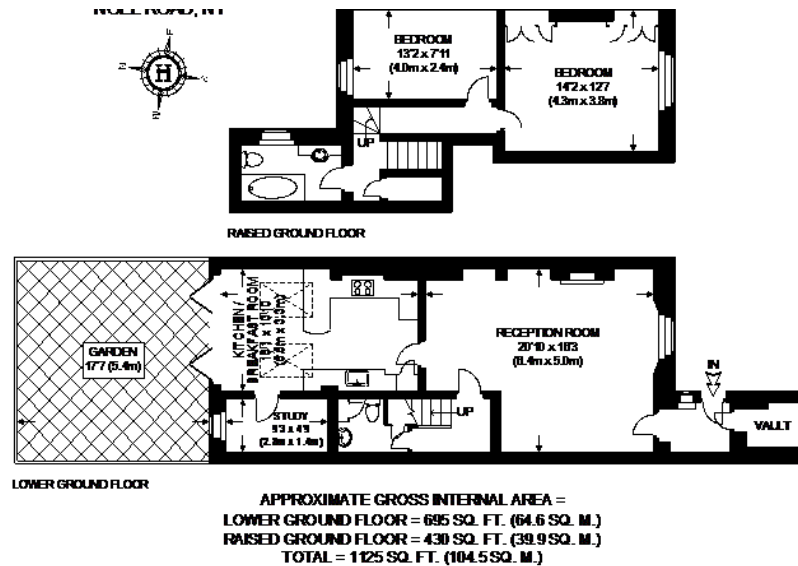 NOEL ROAD, N1
H
BEDROOM
13'2 x 7'11
(4.0m x 2.4m)
BEDROOM
14'2 x 12'7
(4.3m x 3.8m)
UP
RAISED GROUND FLOOR
KITCHEN /
BREAKFAST ROOM
RECEPTION ROOM
20'10 x 16'3
(6.4m x 5.0m)
GARDEN
17'7 (5.4m)
IN
STUDY
9'3 x 4'9
(2.8m x 1.4m)
UP
VAULT
LOWER GROUND FLOOR
APPROXIMATE GROSS INTERNAL AREA =
LOWER GROUND FLOOR = 695 SQ. FT. (64.6 SQ. M.)
RAISED GROUND FLOOR = 430 SQ. FT. (39.9 SQ. M.)
TOTAL = 1125 SQ. FT. (104.5 SQ. M.)